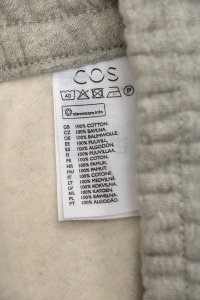 COS
40
P
clevercare.info
GB 100% COTTON.
CZ 100% BAVLNA.
DE 100% BAUMWOLLE.
EE 100% PUUVILL.
ES 100% ALGODÓN.
FI 100% PUUVILLAA.
FR 100% COTON.
HR 100% PAMUK.
HU 100% PAMUT.
IT 100% COTONE.
LT 100% MEDVILNĖ.
LV 100% KOKVILNA.
NL 100% KATOEN.
PL 100% BAWEŁNA.
PT 100% ALGODÃO.